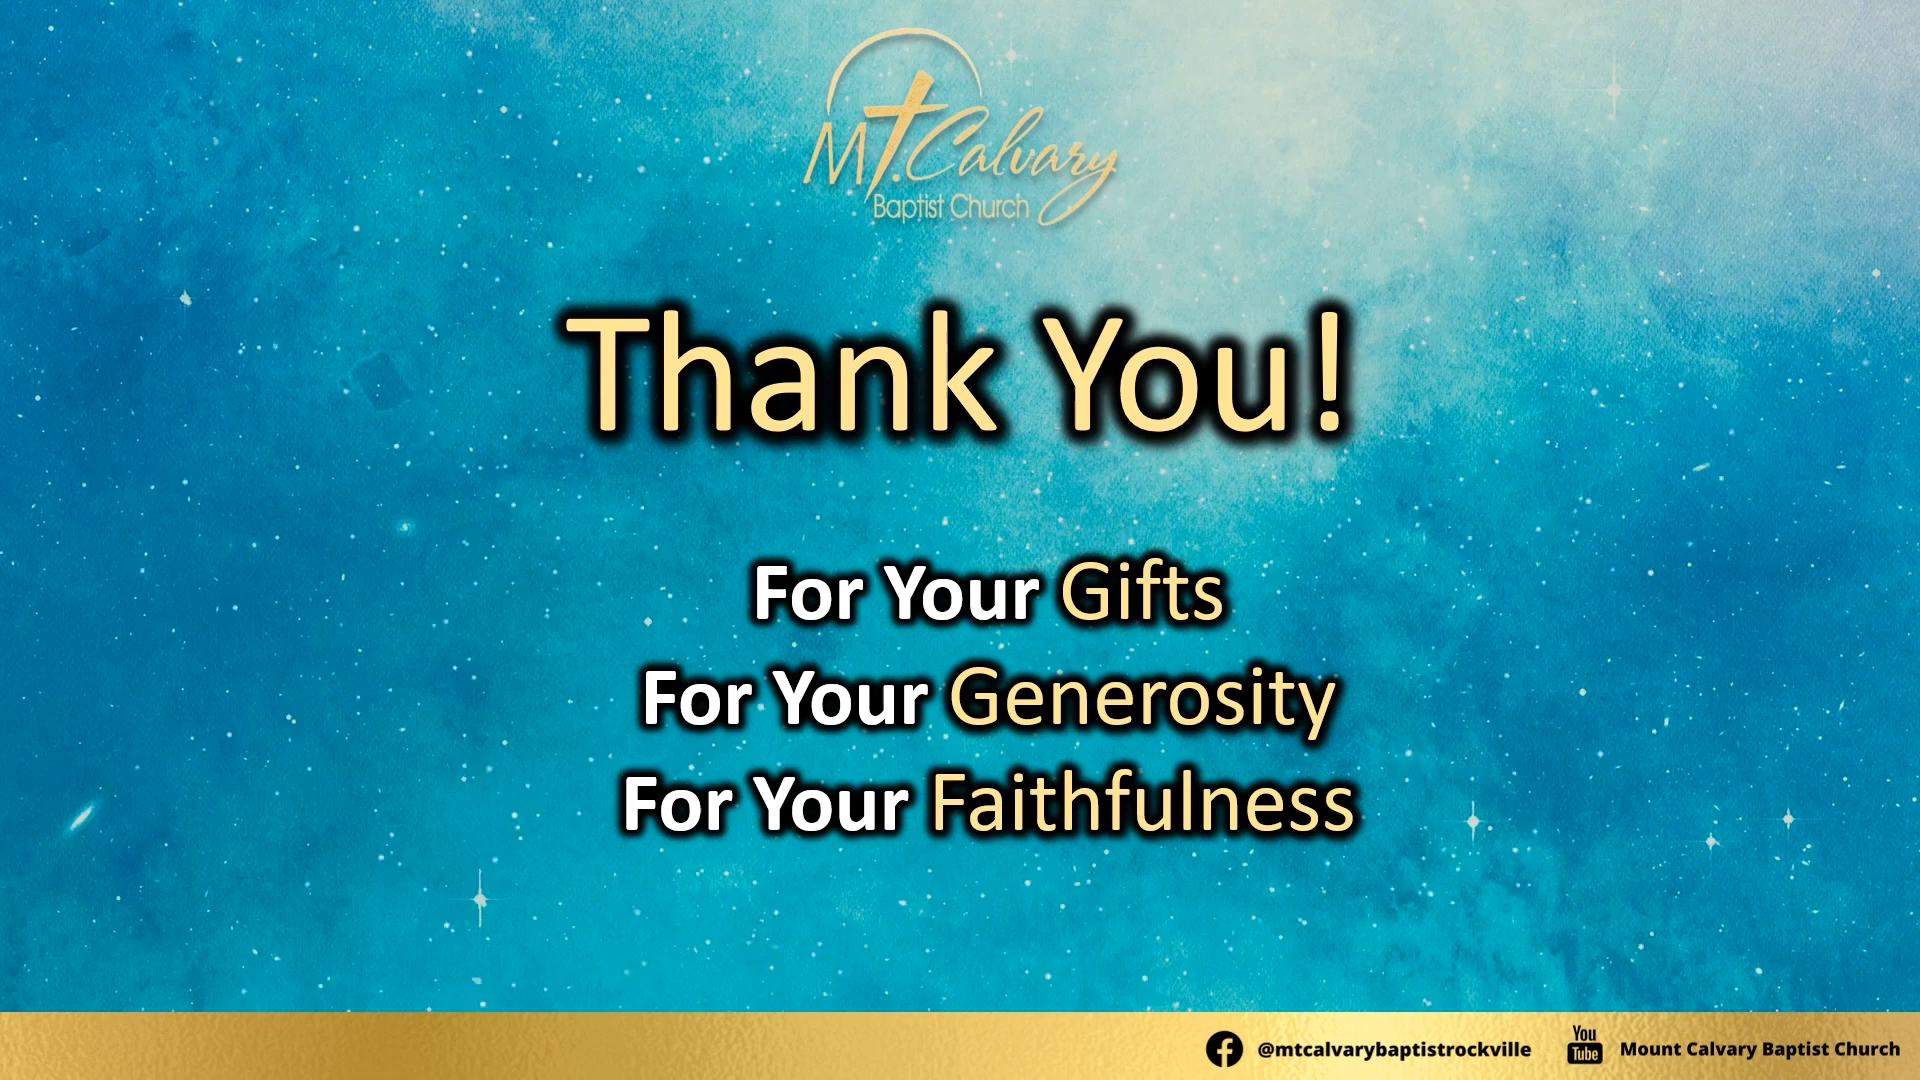 Mt. Calvary
Baptist Church
Thank You!
For Your Gifts
For Your Generosity
For Your Faithfulness
@mtcalvarybaptistrockville
You Tube
Mount Calvary Baptist Church